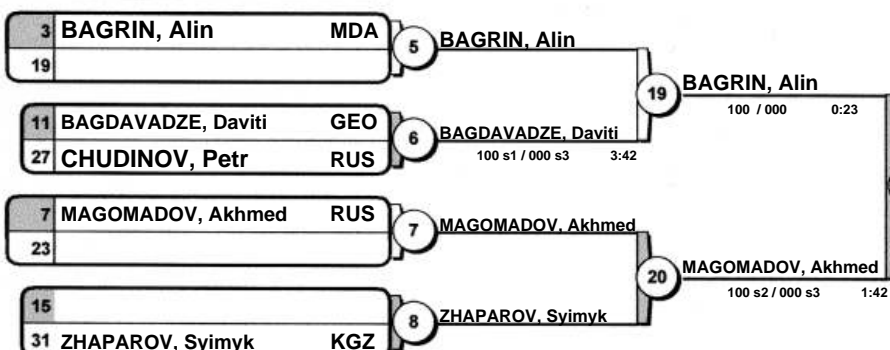 3 BAGRIN, Alin MDA
19
5
BAGRIN, Alin
11 BAGDAVADZE, Daviti GEO
27 CHUDINOV, Petr RUS
6
BAGDAVADZE, Daviti
100 s1 / 000 s3 3:42
19
BAGRIN, Alin
100 / 000 0:23
7 MAGOMADOV, Akhmed RUS
23
7
MAGOMADOV, Akhmed
15
31 ZHAPAROV, Syimyk KGZ
8
ZHAPAROV, Syimyk
20
MAGOMADOV, Akhmed
100 s2 / 000 s3 1:42